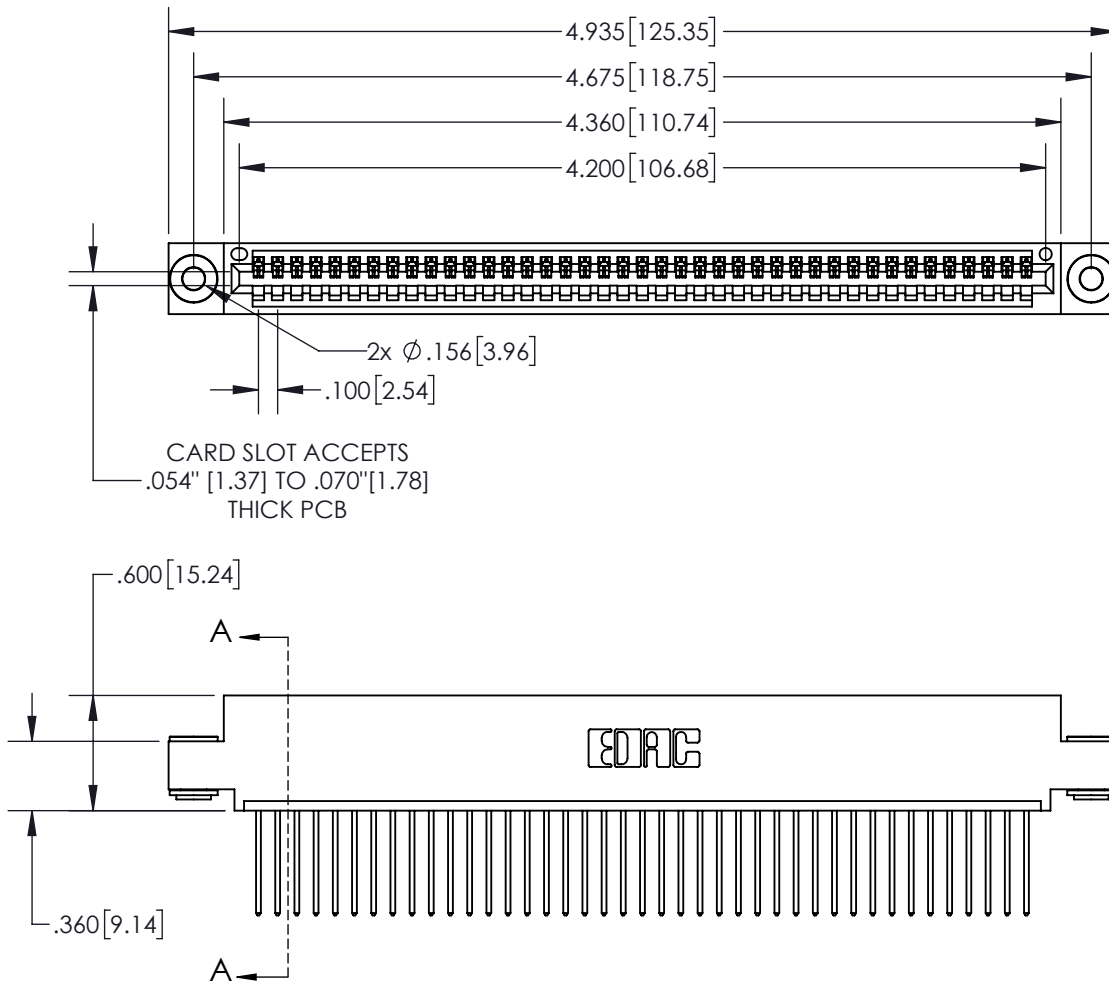 4.935[125.35]
4.675[118.75]
4.360[110.74]
4.200[106.68]
2x Ø.156[3.96]
.100[2.54]
CARD SLOT ACCEPTS
.054" [1.37] TO .070"[1.78]
THICK PCB
.600[15.24]
A
EDAC
.360[9.14]
A